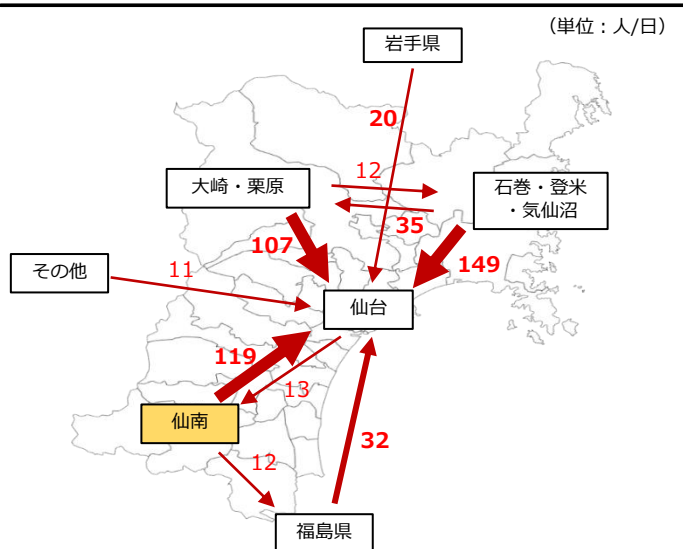 （単位：人/日）
岩手県
20
大崎・栗原
12
石巻・登米
・気仙沼
35
107
149
その他
11
仙台
119
13
仙南
32
12
福島県